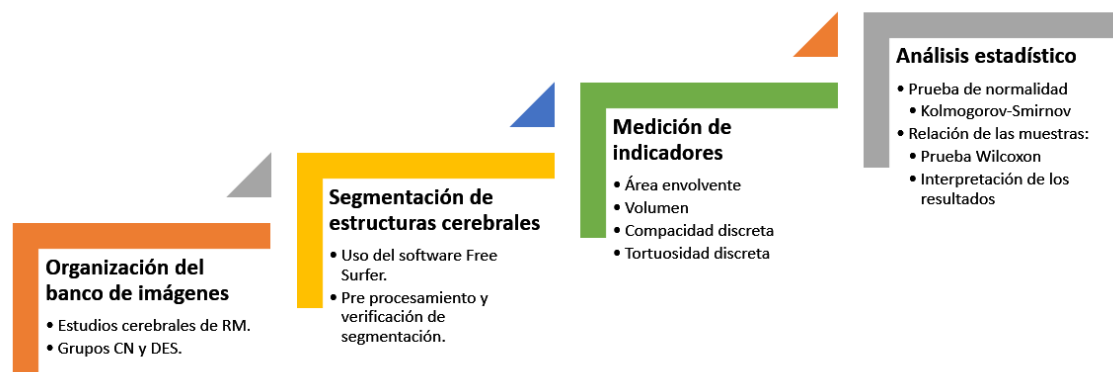 Organización del
banco de imágenes
• Estudios cerebrales de RM.
• Grupos CN y DES.
Segmentación de
estructuras cerebrales
• Uso del software Free
Surfer.
• Pre procesamiento y
verificación de
segmentación.
Medición de
indicadores
• Área envolvente
• Volumen
• Compacidad discreta
• Tortuosidad discreta
Análisis estadístico
• Prueba de normalidad
• Kolmogorov-Smirnov
• Relación de las muestras:
• Prueba Wilcoxon
• Interpretación de los
resultados